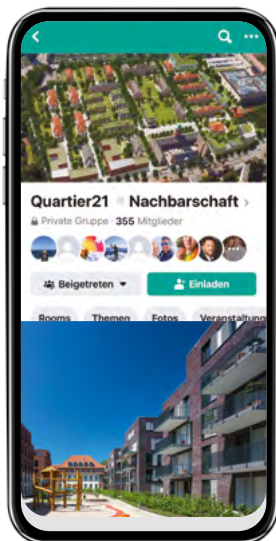 Quartier21 Nachbarschaft
Private Gruppe · 355 Mitglieder
Beigetreten
Einladen
Rooms Themen Fotos Veranstaltung